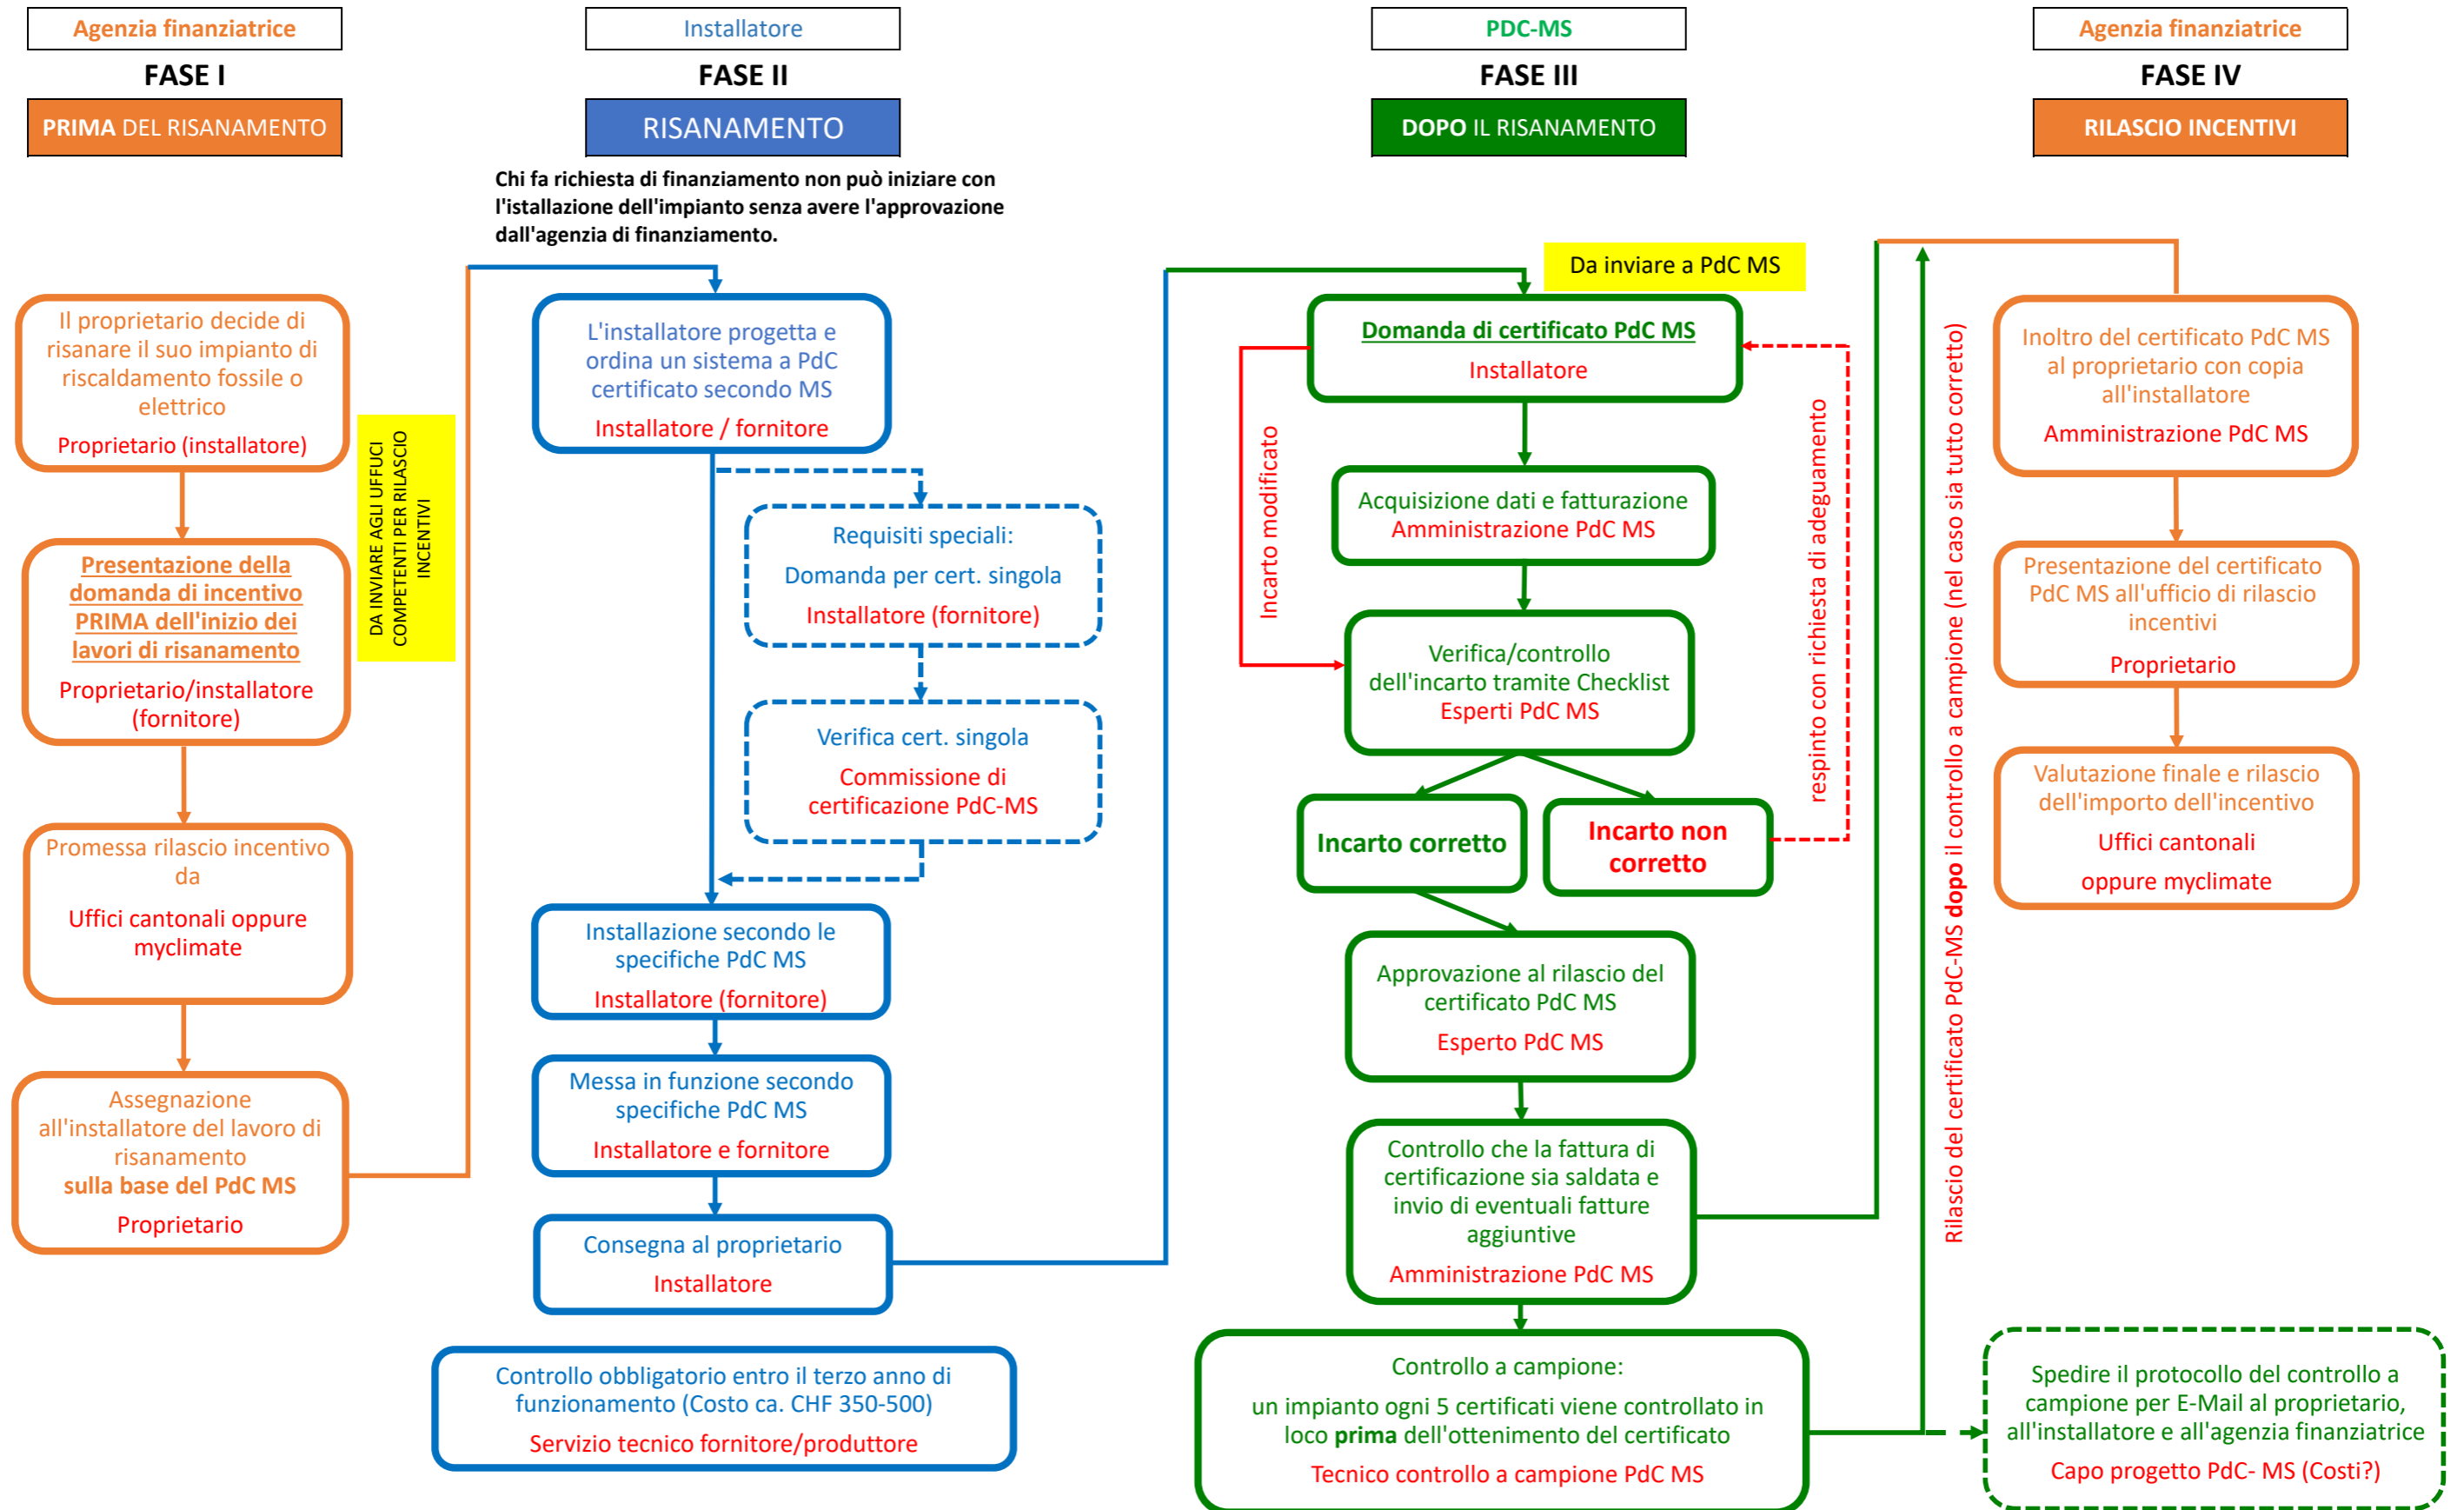 Agenzia finanziatrice
FASE I
PRIMA DEL RISANAMENTO
Il proprietario decide di
risanare il suo impianto di
riscaldamento fossile o
elettrico
Proprietario (installatore)
DA INVIARE AGLI UFFUCI
COMPETENTI PER RILASCIO
INCENTIVI
Presentazione della
domanda di incentivo
PRIMA dell'inizio dei
lavori di risanamento
Proprietario/installatore
(fornitore)
Promessa rilascio incentivo
da
Uffici cantonali oppure
myclimate
Assegnazione
all'installatore del lavoro di
risanamento
sulla base del PdC MS
Proprietario
Installatore
FASE II
RISANAMENTO
Chi fa richiesta di finanziamento non può iniziare con
l'istallazione dell'impianto senza avere l'approvazione
dall'agenzia di finanziamento.
L'installatore progetta e
ordina un sistema a PdC
certificato secondo MS
Installatore / fornitore
Requisiti speciali:
Domanda per cert. singola
Installatore (fornitore)
Verifica cert. singola
Commissione di
certificazione PdC-MS
Installazione secondo le
specifiche PdC MS
Installatore (fornitore)
Messa in funzione secondo
specifiche PdC MS
Installatore e fornitore
Consegna al proprietario
Installatore
Controllo obbligatorio entro il terzo anno di
funzionamento (Costo ca. CHF 350-500)
Servizio tecnico fornitore/produttore
PDC-MS
FASE III
DOPO IL RISANAMENTO
Da inviare a PdC MS
Domanda di certificato PdC MS
Installatore
Incarto modificato
respinto con richiesta di adeguamento
Acquisizione dati e fatturazione
Amministrazione PdC MS
Verifica/controllo
dell'incarto tramite Checklist
Esperti PdC MS
Incarto corretto
Incarto non
corretto
Approvazione al rilascio del
certificato PdC MS
Esperto PdC MS
Controllo che la fattura di
certificazione sia saldata e
invio di eventuali fatture
aggiuntive
Amministrazione PdC MS
Controllo a campione:
un impianto ogni 5 certificati viene controllato in
loco prima dell'ottenimento del certificato
Tecnico controllo a campione PdC MS
Rilascio del certificato PdC-MS dopo il controllo a campione (nel caso sia tutto corretto)
Agenzia finanziatrice
FASE IV
RILASCIO INCENTIVI
Inoltro del certificato PdC MS
al proprietario con copia
all'installatore
Amministrazione PdC MS
Presentazione del certificato
PdC MS all'ufficio di rilascio
incentivi
Proprietario
Valutazione finale e rilascio
dell'importo dell'incentivo
Uffici cantonali
oppure myclimate
Spedire il protocollo del controllo a
campione per E-Mail al proprietario,
all'installatore e all'agenzia finanziatrice
Capo progetto PdC- MS (Costi?)